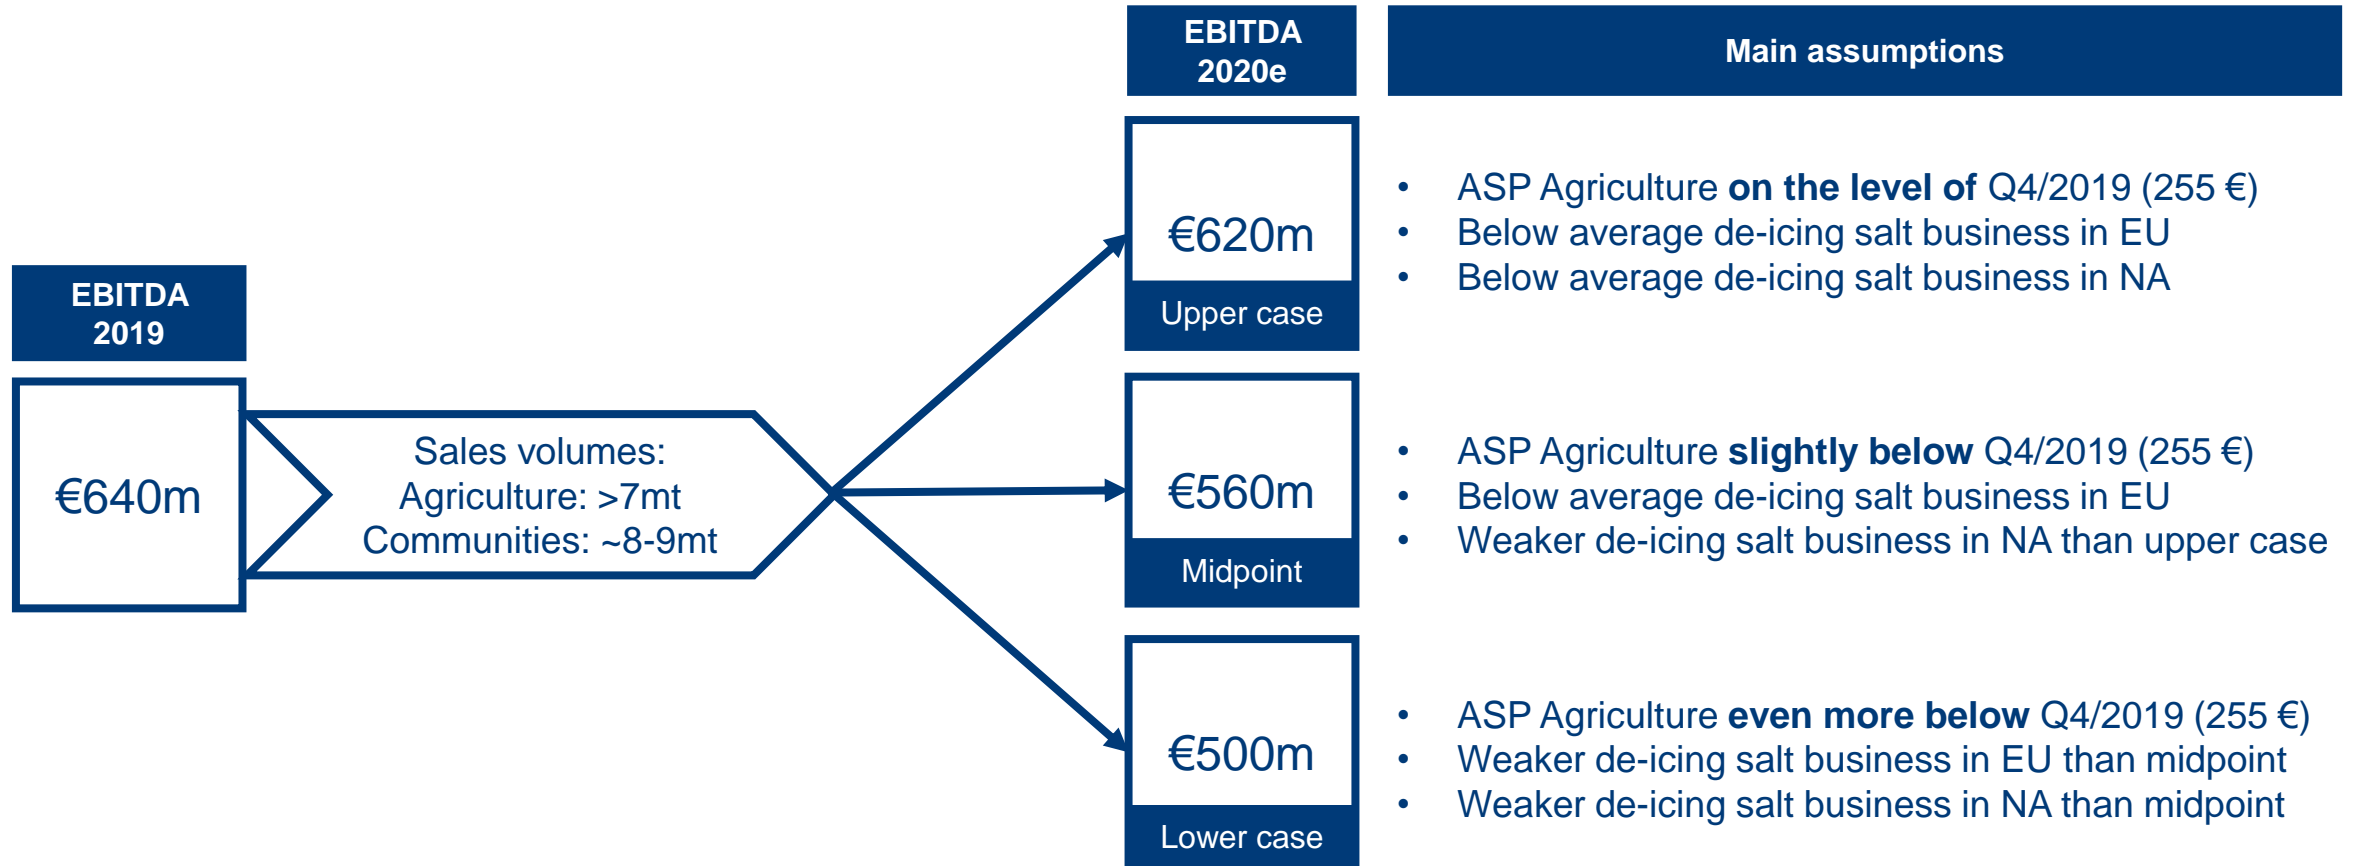 EBITDA
2019
€640m
Sales volumes:
Agriculture: >7mt
Communities: ~8-9mt
EBITDA
2020e
Main assumptions
€620m
Upper case
• ASP Agriculture on the level of Q4/2019 (255 €)
• Below average de-icing salt business in EU
• Below average de-icing salt business in NA
€560m
Midpoint
• ASP Agriculture slightly below Q4/2019 (255 €)
• Below average de-icing salt business in EU
• Weaker de-icing salt business in NA than upper case
€500m
Lower case
• ASP Agriculture even more below Q4/2019 (255 €)
• Weaker de-icing salt business in EU than midpoint
• Weaker de-icing salt business in NA than midpoint